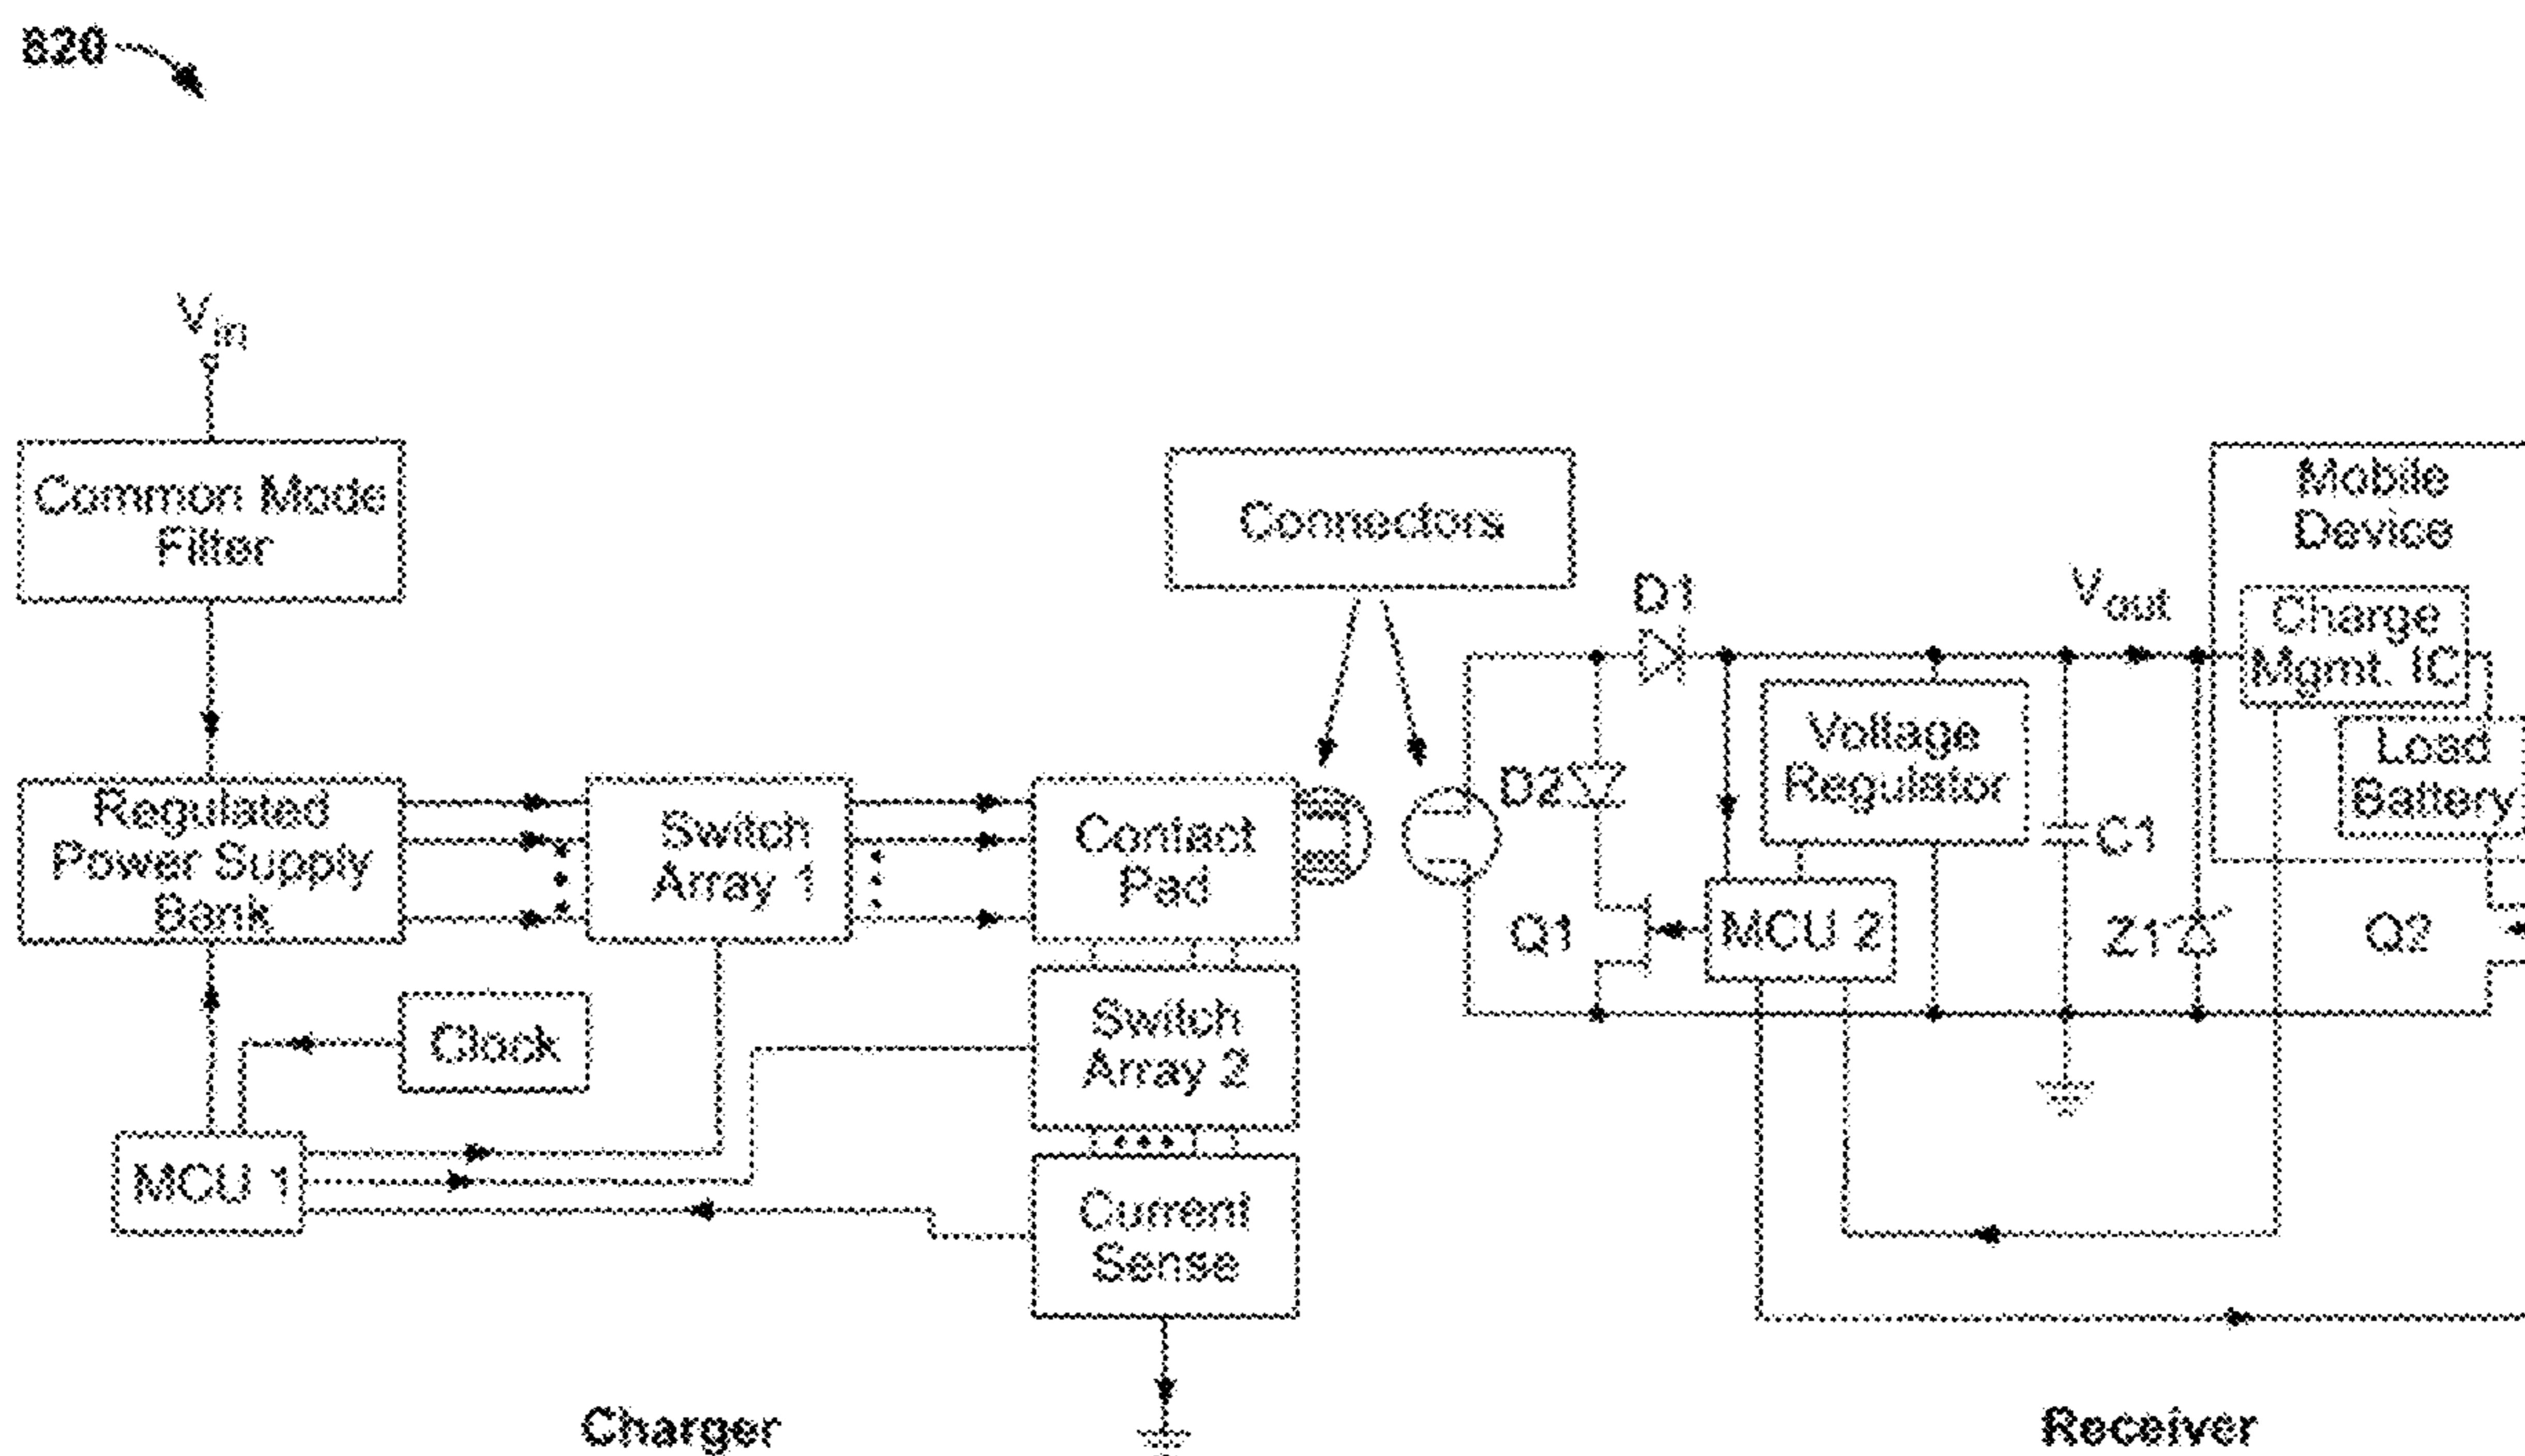 820
Vin
Common Mode
Filter
Connectors
Mobile
Device
D1
Vout
Charge
Mgmt. IC
Regulated
Power Supply
Bank
Switch
Array 1
Contact
Pad
D2
Voltage
Regulator
Load
Battery
C1
Q1
MCU 2
Z1
Q2
Clock
Switch
Array 2
MCU 1
Current
Sense
Charger
Receiver